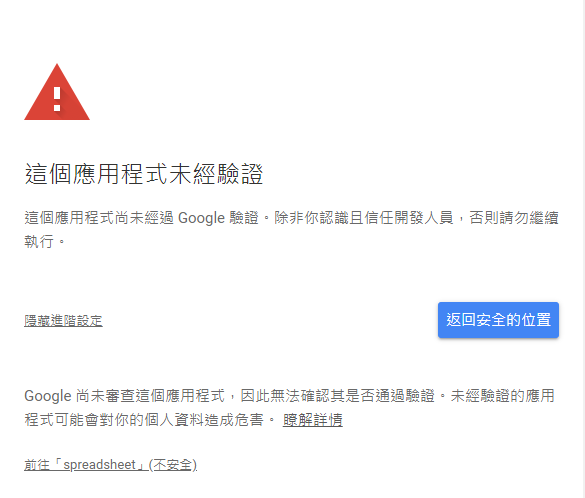 這個應用程式未經驗證
這個應用程式尚未經過 Google 驗證。除非你認識且信任開發人員，否則請勿繼續
執行。
隱藏進階設定
返回安全的位置
Google 尚未審查這個應用程式，因此無法確認其是否通過驗證。未經驗證的應用
程式可能會對你的個人資料造成危害。 瞭解詳情
前往「spreadsheet」(不安全)